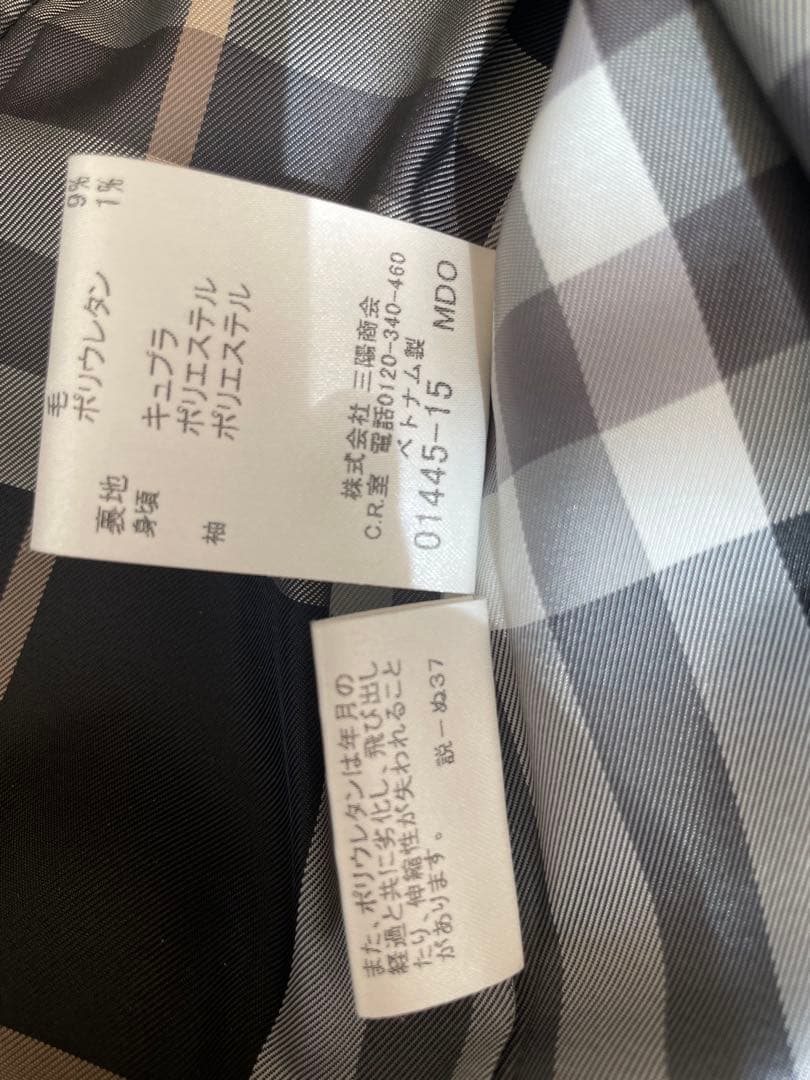 毛 9%
ポリウレタン 1%
裏地
身頃 キュプラ
ポリエステル
袖 ポリエステル
株式会社 三陽商会
C.R.室 電話0120-340-460
ベトナム製
01445-15 MDO
また、ポリウレタンは年月の
経過と共に劣化し、飛び出し
たり、伸縮性が失われること
があります。
説ーぬ37